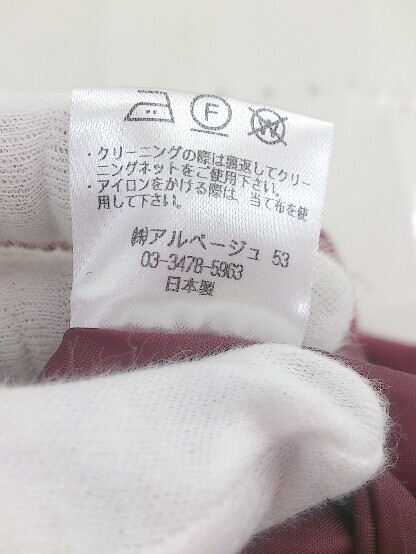 F
W
・クリーニングの際は裏返してクリー
ニングネットをご使用下さい。
・アイロンをかける際は、当て布を使
用して下さい。
㈱アルページュ 53
03-3478-5963
日本製